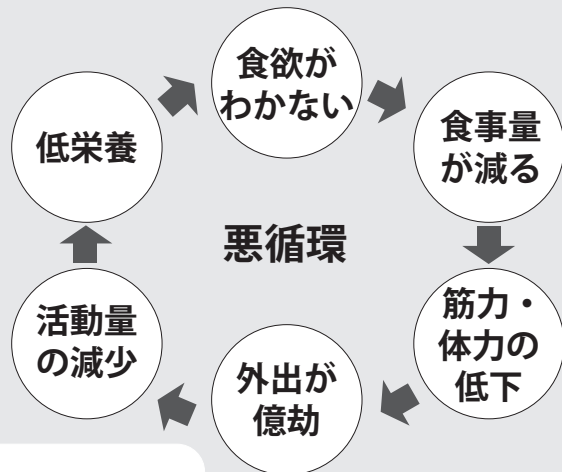 食欲が
わかない
食事量
が減る
筋力・
体力の
低下
外出が
億劫
活動量
の減少
低栄養
悪循環